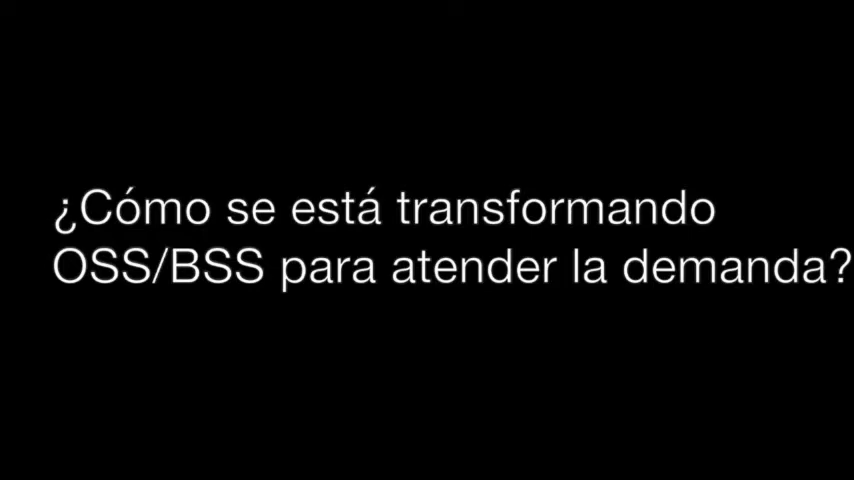 ¿Cómo se está transformando
OSS/BSS para atender la demanda?